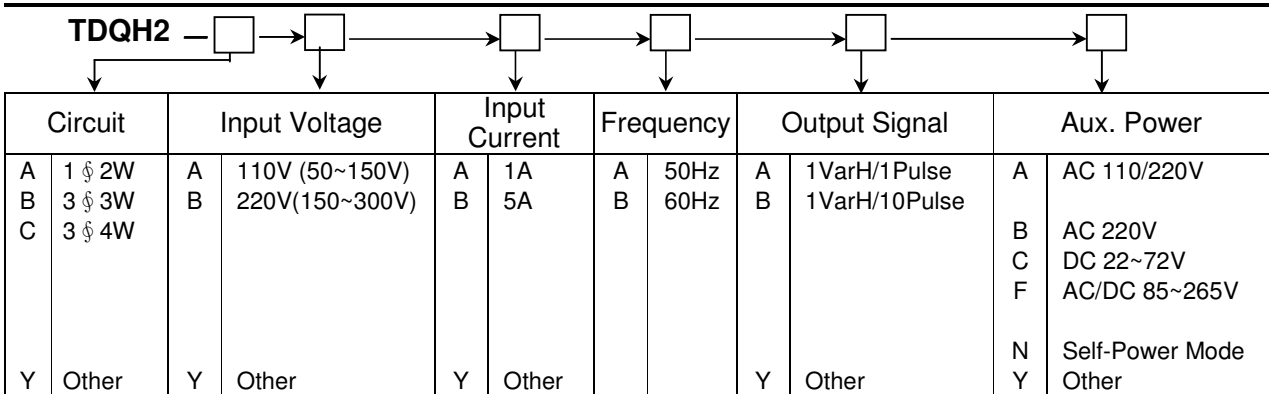 TDQH2 —
Circuit Input Voltage Input Current Frequency Output Signal Aux. Power
A 1 ∮ 2W A 110V (50~150V) A 1A A 50Hz A 1VarH/1Pulse A AC 110/220V
B 3 ∮ 3W B 220V(150~300V) B 5A B 60Hz B 1VarH/10Pulse
C 3 ∮ 4W B AC 220V
C DC 22~72V
F AC/DC 85~265V
N Self-Power Mode
Y Other Y Other Y Other Y Other Y Other